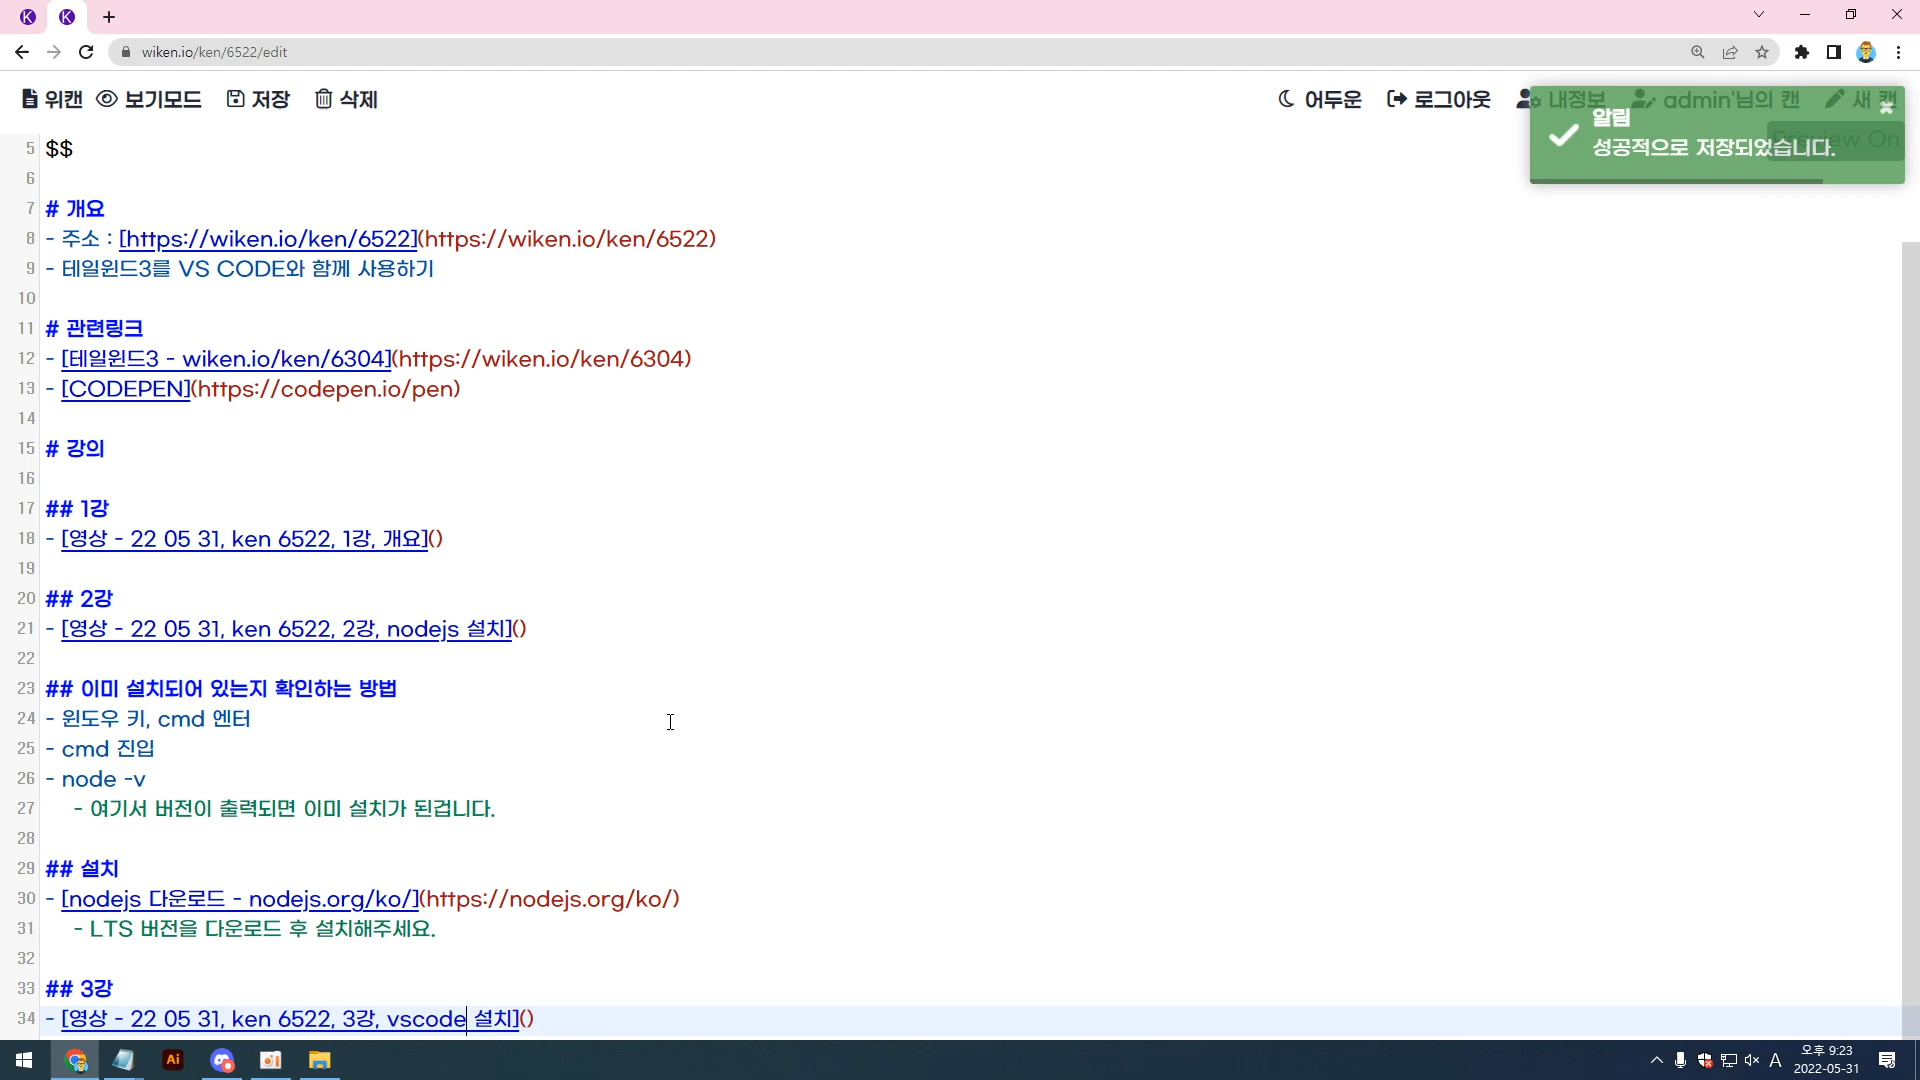 wiken.io/ken/6522/edit
위캔 보기모드 저장 삭제 어두운 로그아웃 내정보 admin'님의 캔 새 캔
알림
성공적으로 저장되었습니다.
Preview On
5 $$
6
7 # 개요
8 - 주소 : [https://wiken.io/ken/6522](https://wiken.io/ken/6522)
9 - 테일윈드3를 VS CODE와 함께 사용하기
10
11 # 관련링크
12 - [테일윈드3 - wiken.io/ken/6304](https://wiken.io/ken/6304)
13 - [CODEPEN](https://codepen.io/pen)
14
15 # 강의
16
17 ## 1강
18 - [영상 - 22 05 31, ken 6522, 1강, 개요]()
19
20 ## 2강
21 - [영상 - 22 05 31, ken 6522, 2강, nodejs 설치]()
22
23 ## 이미 설치되어 있는지 확인하는 방법
24 - 윈도우 키, cmd 엔터
25 - cmd 진입
26 - node -v
27 - 여기서 버전이 출력되면 이미 설치가 된겁니다.
28
29 ## 설치
30 - [nodejs 다운로드 - nodejs.org/ko/](https://nodejs.org/ko/)
31 - LTS 버전을 다운로드 후 설치해주세요.
32
33 ## 3강
34 - [영상 - 22 05 31, ken 6522, 3강, vscode 설치]()
Ai
A
오후 9:23
2022-05-31